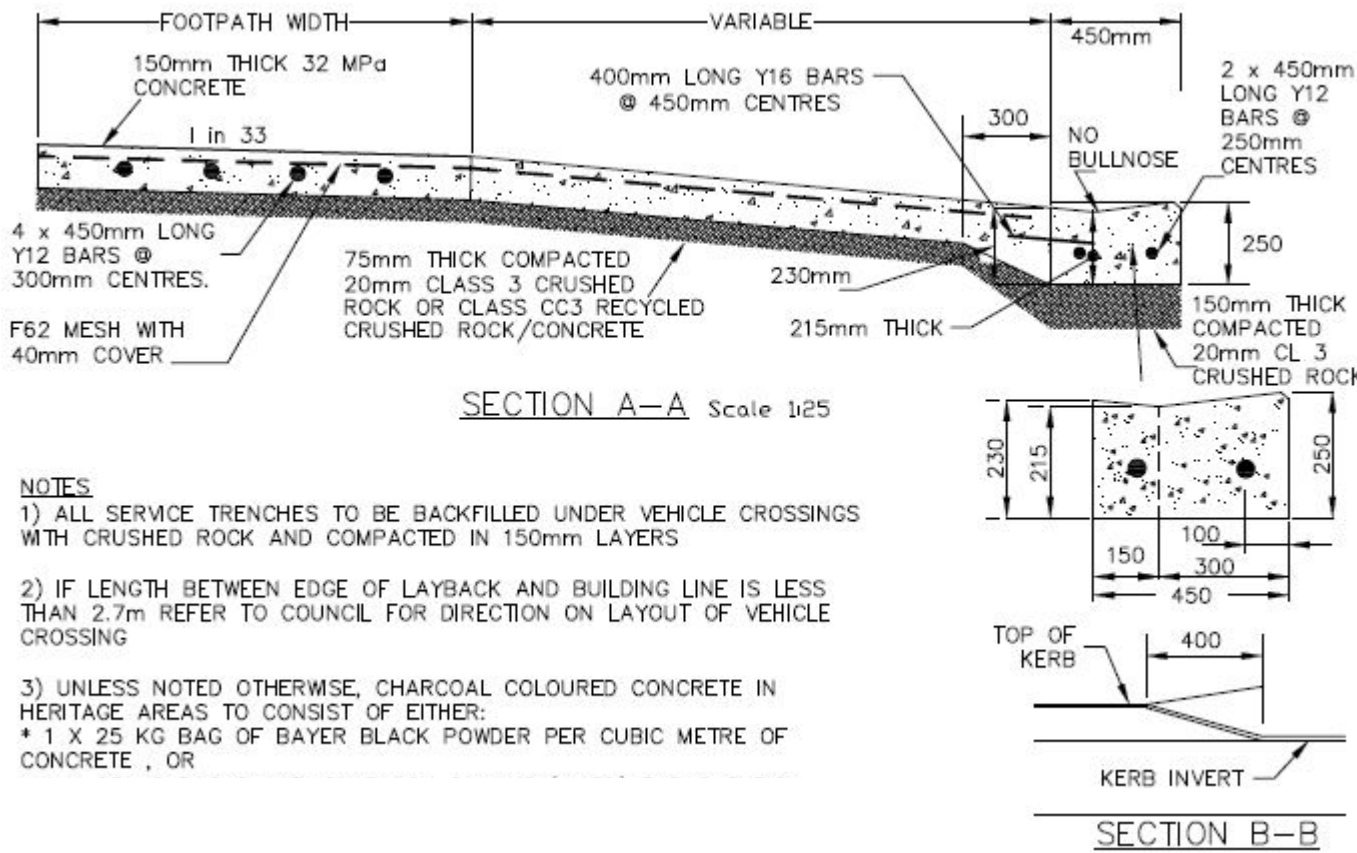 FOOTPATH WIDTH
VARIABLE
450mm
150mm THICK 32 MPa
CONCRETE
400mm LONG Y16 BARS
@ 450mm CENTRES
2 x 450mm
LONG Y12
BARS @
250mm
CENTRES
1 in 33
300
NO
BULLNOSE
4 x 450mm LONG
Y12 BARS @
300mm CENTRES.
75mm THICK COMPACTED
20mm CLASS 3 CRUSHED
ROCK OR CLASS CC3 RECYCLED
CRUSHED ROCK/CONCRETE
230mm
250
F62 MESH WITH
40mm COVER
215mm THICK
150mm THICK
COMPACTED
20mm CL 3
CRUSHED ROCK
SECTION A-A Scale 1:25
230
215
250
100
150
300
450
NOTES
1) ALL SERVICE TRENCHES TO BE BACKFILLED UNDER VEHICLE CROSSINGS
WITH CRUSHED ROCK AND COMPACTED IN 150mm LAYERS
2) IF LENGTH BETWEEN EDGE OF LAYBACK AND BUILDING LINE IS LESS
THAN 2.7m REFER TO COUNCIL FOR DIRECTION ON LAYOUT OF VEHICLE
CROSSING
3) UNLESS NOTED OTHERWISE, CHARCOAL COLOURED CONCRETE IN
HERITAGE AREAS TO CONSIST OF EITHER:
* 1 X 25 KG BAG OF BAYER BLACK POWDER PER CUBIC METRE OF
CONCRETE , OR
TOP OF
KERB
400
KERB INVERT
SECTION B-B